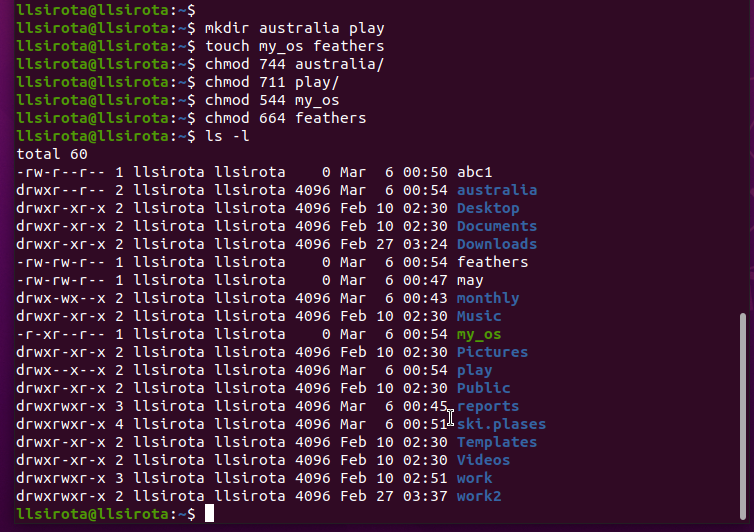 llsirota@llsirota:~$
llsirota@llsirota:~$ mkdir australia play
llsirota@llsirota:~$ touch my_os feathers
llsirota@llsirota:~$ chmod 744 australia/
llsirota@llsirota:~$ chmod 711 play/
llsirota@llsirota:~$ chmod 544 my_os
llsirota@llsirota:~$ chmod 664 feathers
llsirota@llsirota:~$ ls -l
total 60
-rw-r--r-- 1 llsirota llsirota    0 Mar  6 00:50 abc1
drwxr--r-- 2 llsirota llsirota 4096 Mar  6 00:54 australia
drwxr-xr-x 2 llsirota llsirota 4096 Feb 10 02:30 Desktop
drwxr-xr-x 2 llsirota llsirota 4096 Feb 10 02:30 Documents
drwxr-xr-x 2 llsirota llsirota 4096 Feb 27 03:24 Downloads
-rw-rw-r-- 1 llsirota llsirota    0 Mar  6 00:54 feathers
-rw-rw-r-- 1 llsirota llsirota    0 Mar  6 00:47 may
drwx-wx--x 2 llsirota llsirota 4096 Mar  6 00:43 monthly
drwxr-xr-x 2 llsirota llsirota 4096 Feb 10 02:30 Music
-r-xr--r-- 1 llsirota llsirota    0 Mar  6 00:54 my_os
drwxr-xr-x 2 llsirota llsirota 4096 Feb 10 02:30 Pictures
drwx--x--x 2 llsirota llsirota 4096 Mar  6 00:54 play
drwxr-xr-x 2 llsirota llsirota 4096 Feb 10 02:30 Public
drwxrwxr-x 3 llsirota llsirota 4096 Mar  6 00:45 reports
drwxrwxr-x 4 llsirota llsirota 4096 Mar  6 00:51 ski.plases
drwxr-xr-x 2 llsirota llsirota 4096 Feb 10 02:30 Templates
drwxr-xr-x 2 llsirota llsirota 4096 Feb 10 02:30 Videos
drwxrwxr-x 3 llsirota llsirota 4096 Feb 10 02:51 work
drwxrwxr-x 2 llsirota llsirota 4096 Feb 27 03:37 work2
llsirota@llsirota:~$